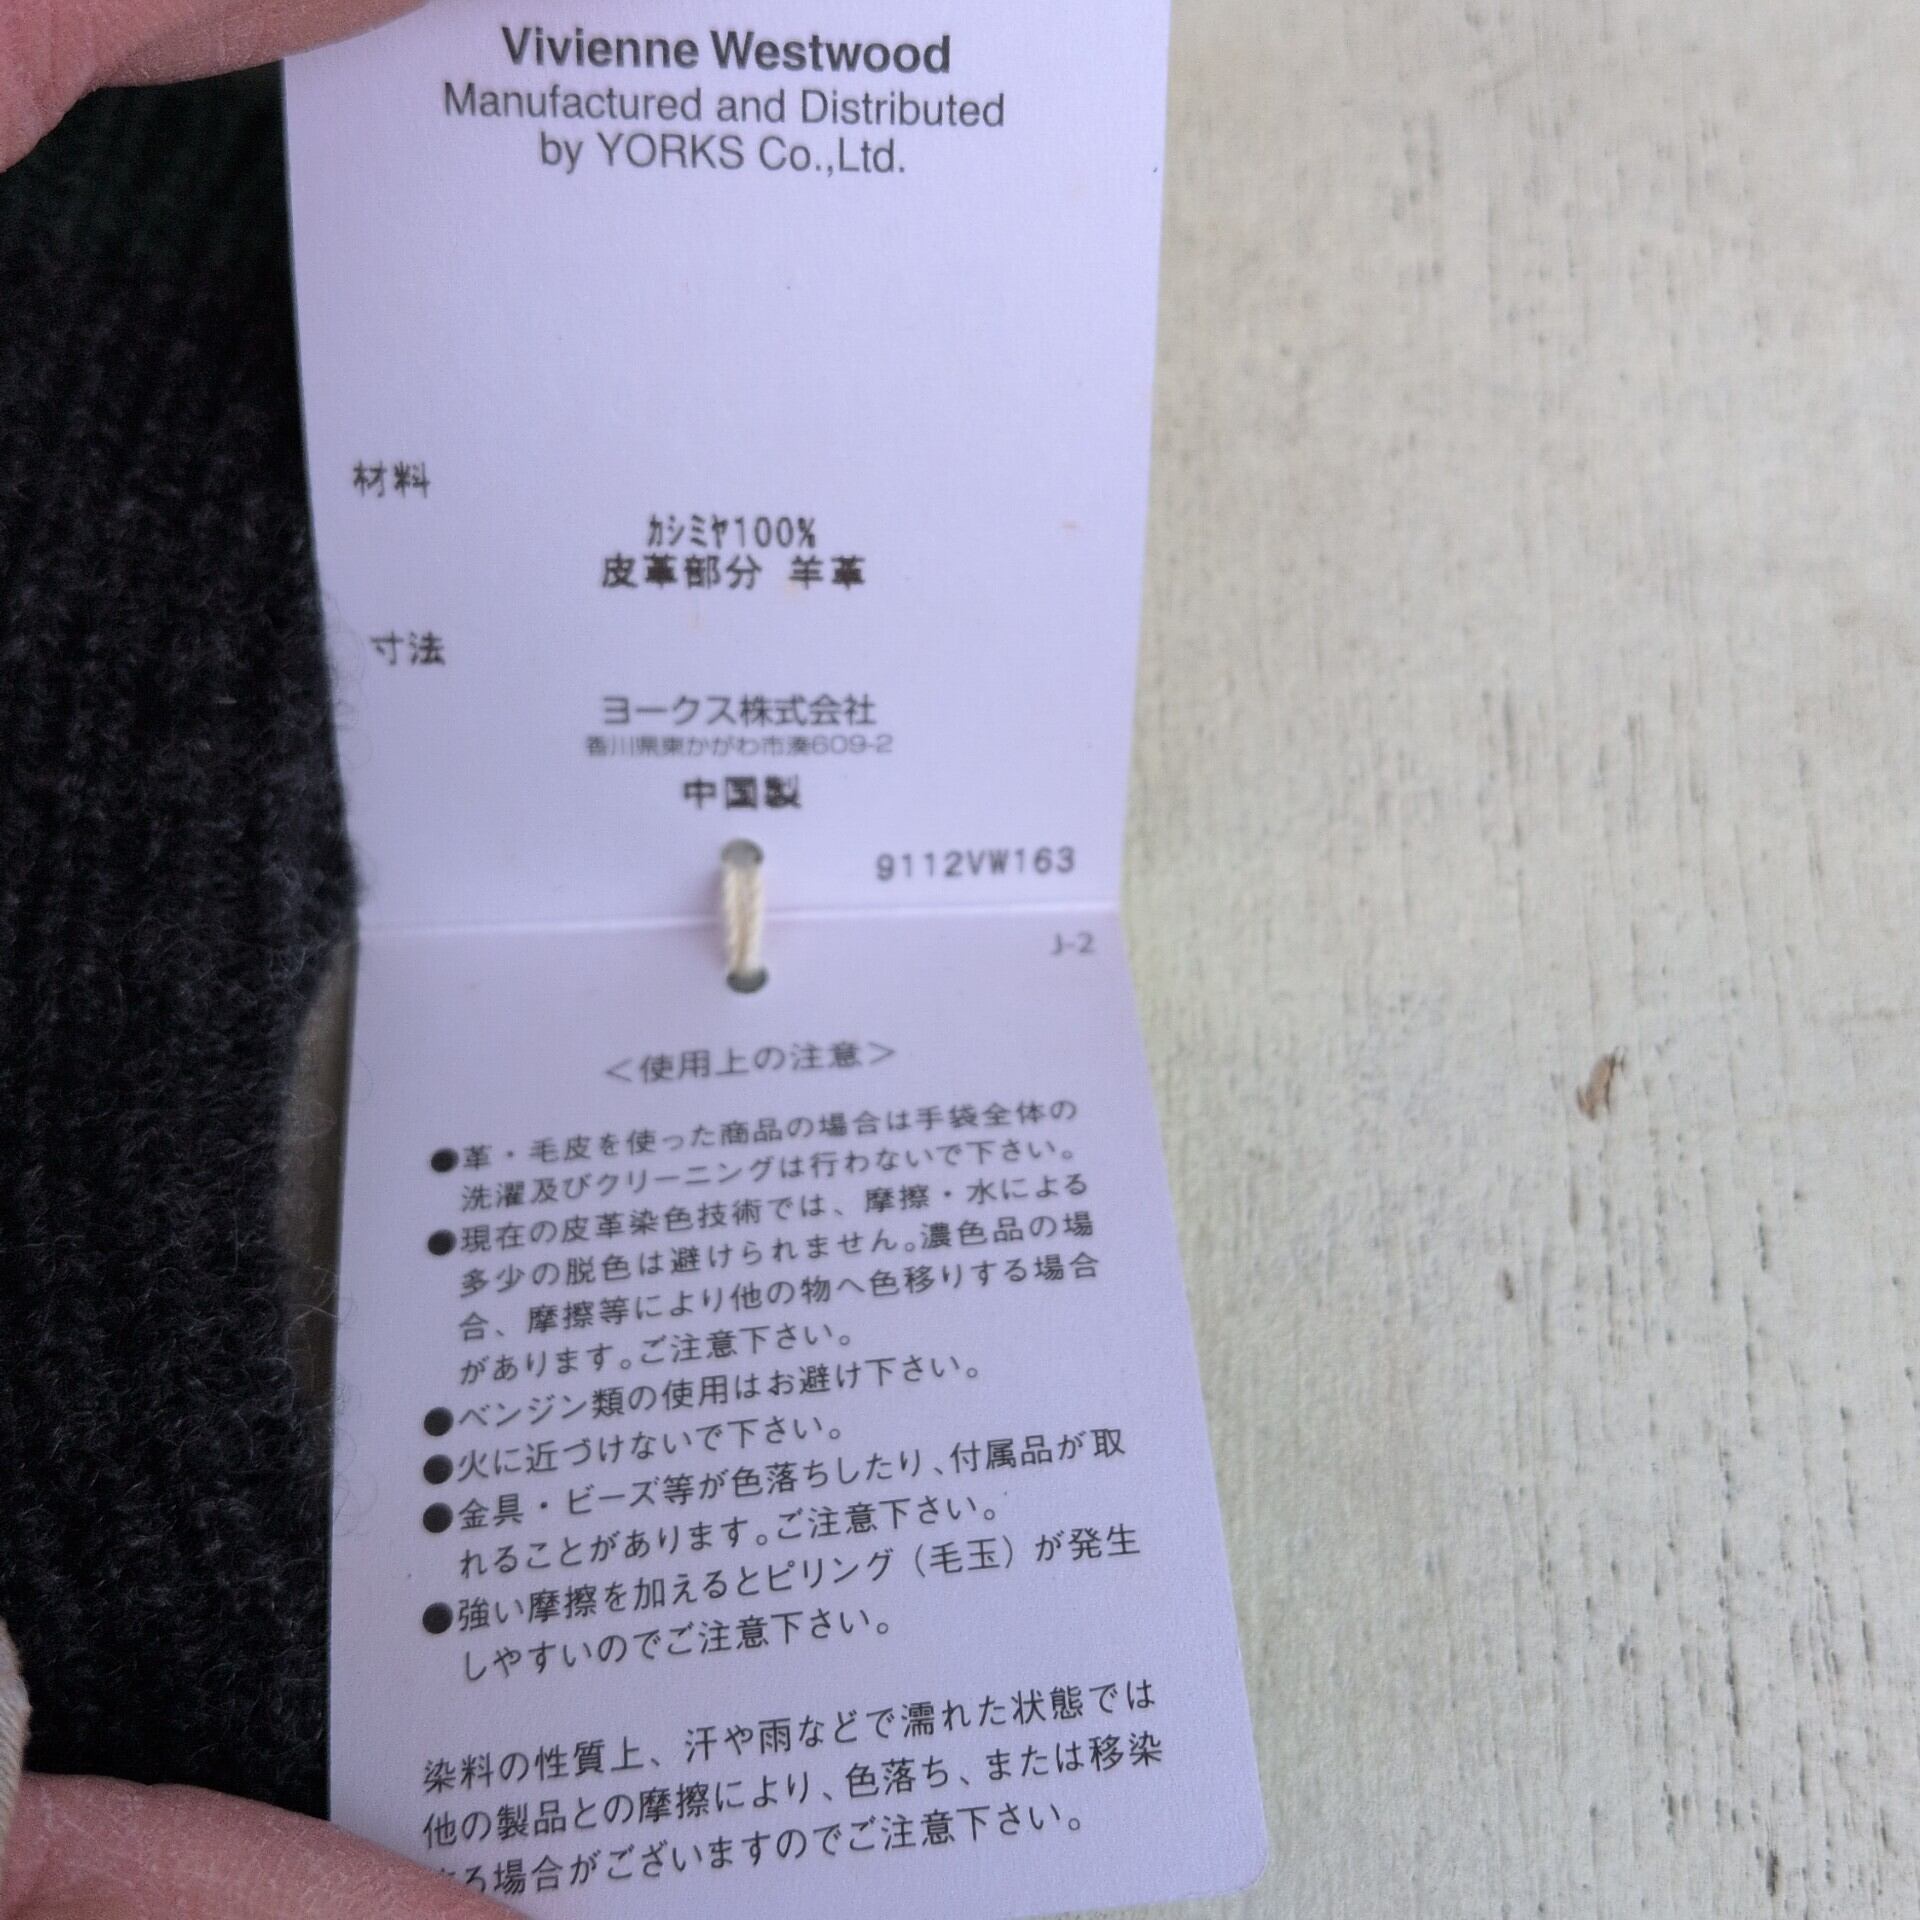 Vivienne Westwood
Manufactured and Distributed
by YORKS Co.,Ltd.
材料
ｶｼﾐﾔ100%
皮革部分 羊革
寸法
ヨークス株式会社
香川県東かがわ市湊609-2
中国製
9112VW163
J-2
＜使用上の注意＞
●革・毛皮を使った商品の場合は手袋全体の
洗濯及びクリーニングは行わないで下さい。
●現在の皮革染色技術では、摩擦・水による
多少の脱色は避けられません。濃色品の場
合、摩擦等により他の物へ色移りする場合
があります。ご注意下さい。
●ベンジン類の使用はお避け下さい。
●火に近づけないで下さい。
●金具・ビーズ等が色落ちしたり、付属品が取
れることがあります。ご注意下さい。
●強い摩擦を加えるとピリング（毛玉）が発生
しやすいのでご注意下さい。
染料の性質上、汗や雨などで濡れた状態では
他の製品との摩擦により、色落ち、または移染
る場合がございますのでご注意下さい。